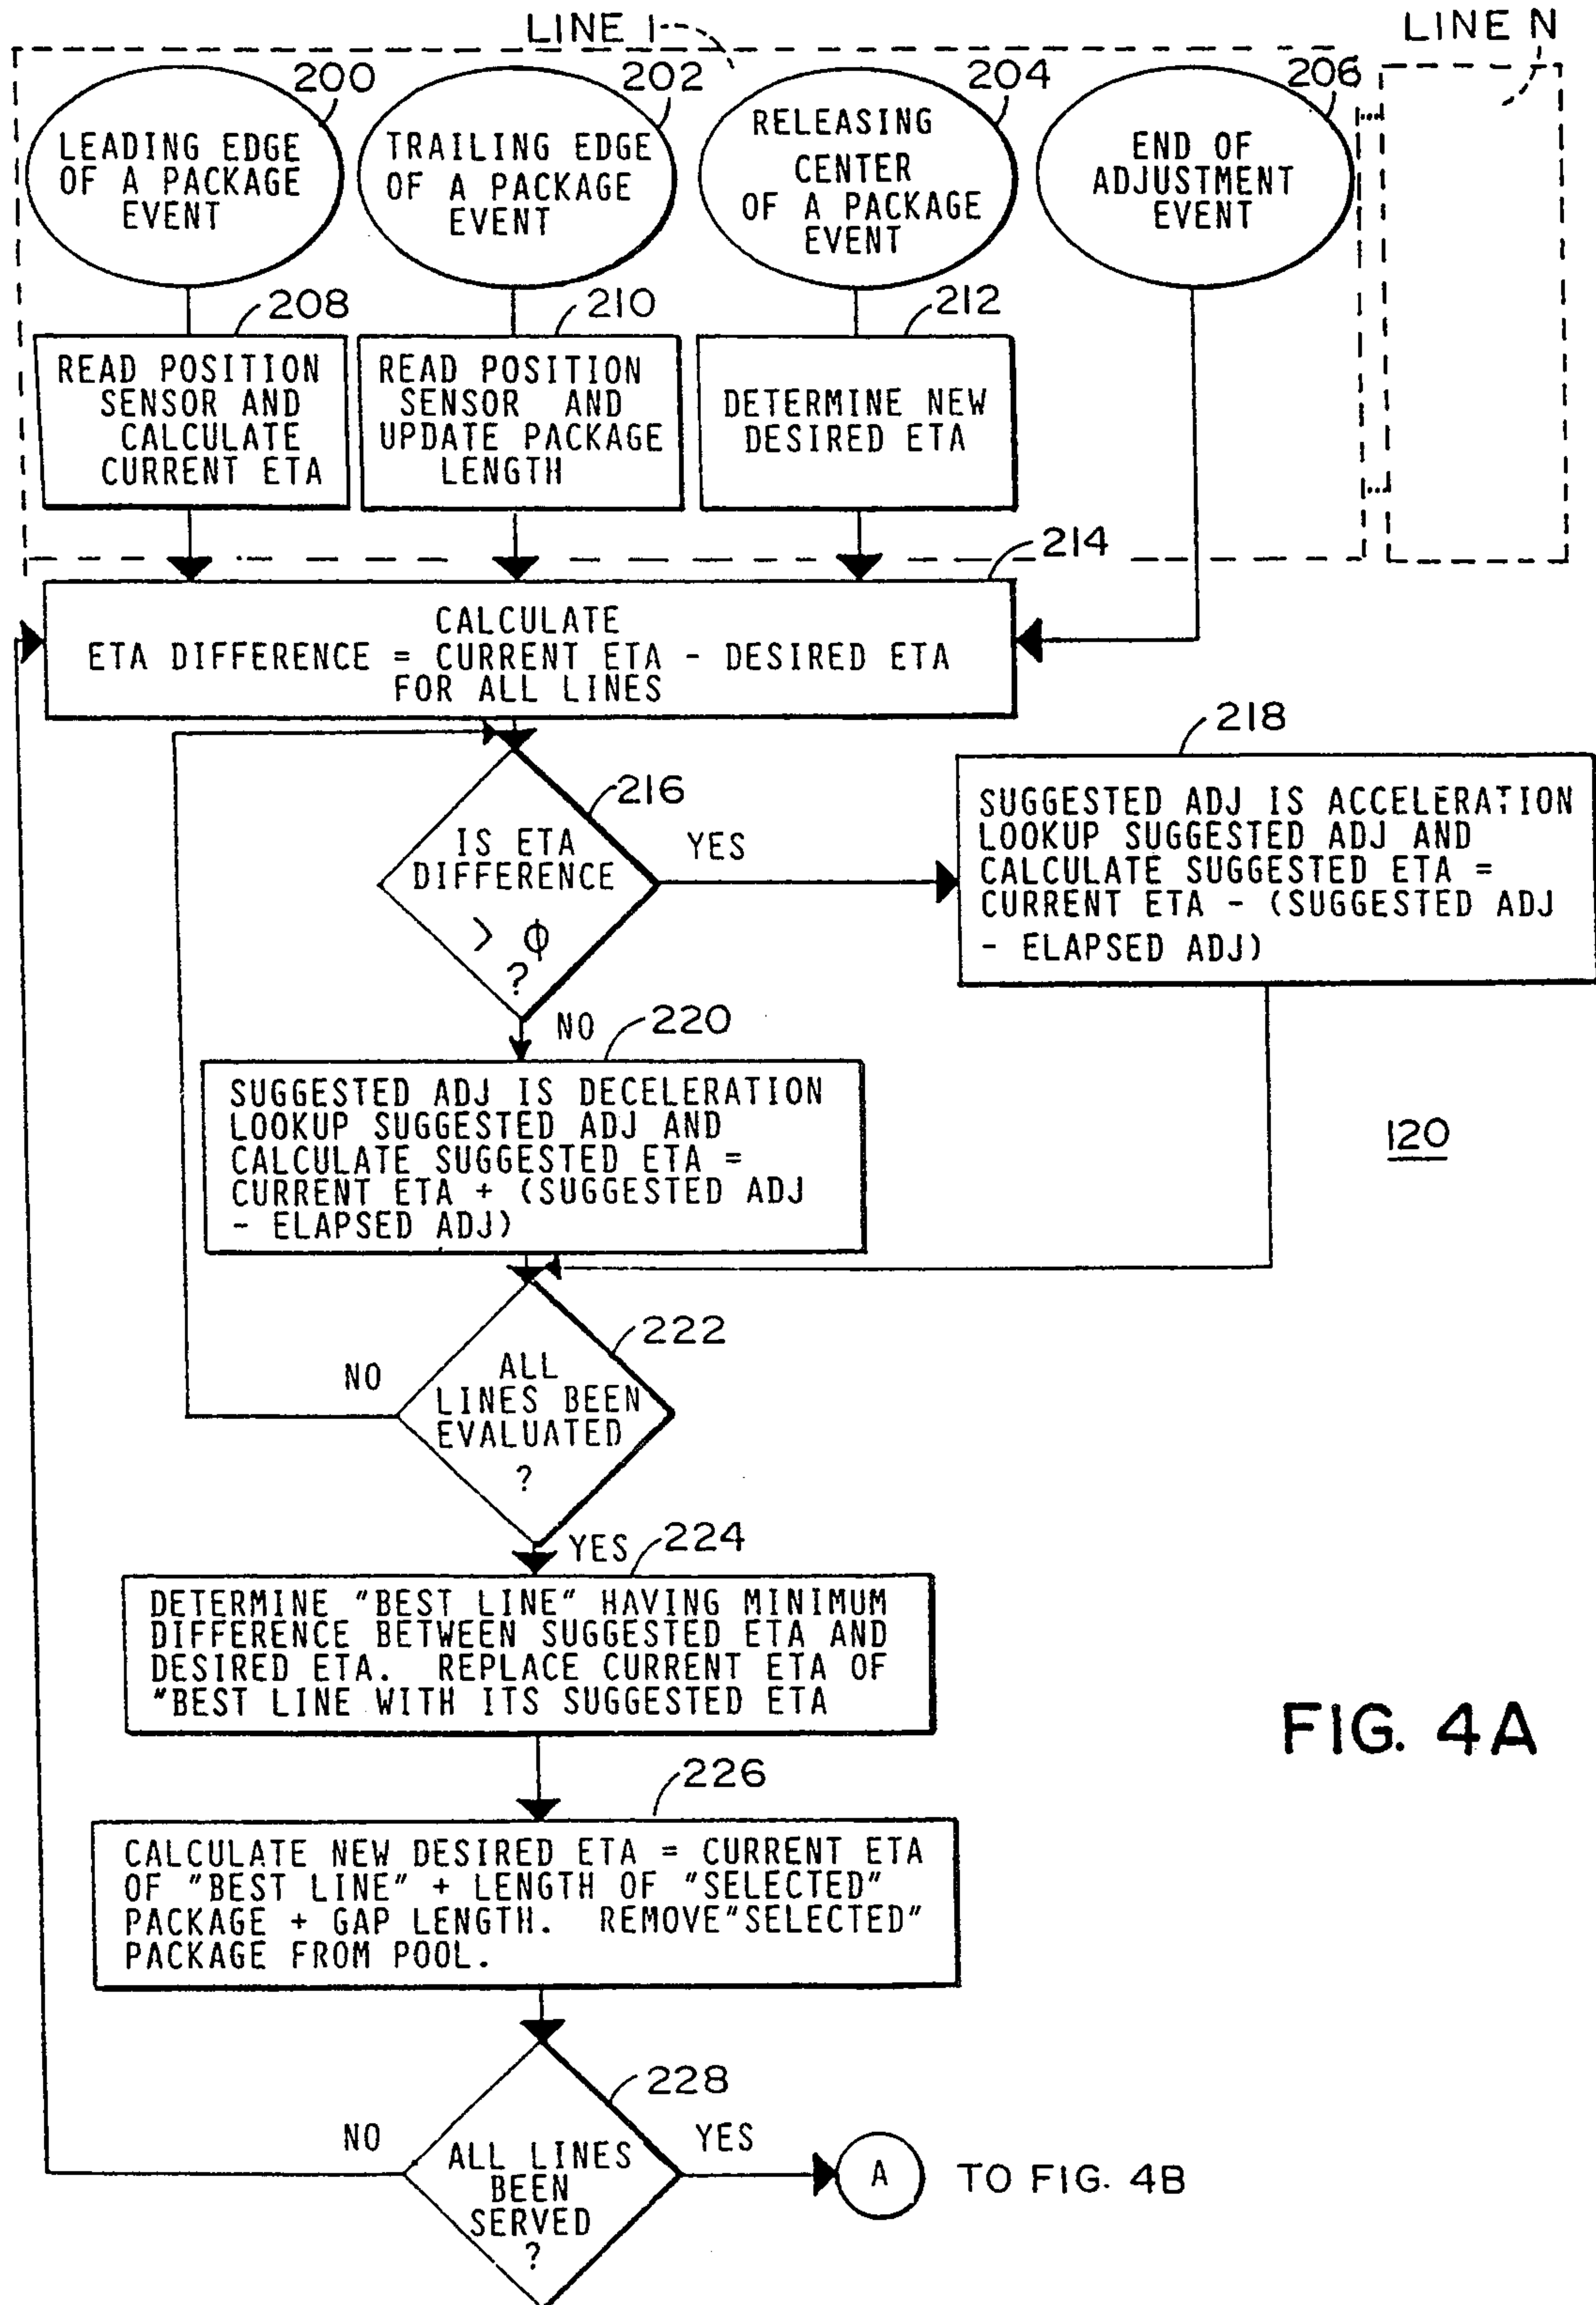 LINE 1
LINE N
200
202
204
206
LEADING EDGE
OF A PACKAGE
EVENT
TRAILING EDGE
OF A PACKAGE
EVENT
RELEASING
CENTER
OF A PACKAGE
EVENT
END OF
ADJUSTMENT
EVENT
208
210
212
READ POSITION
SENSOR AND
CALCULATE
CURRENT ETA
READ POSITION
SENSOR AND
UPDATE PACKAGE
LENGTH
DETERMINE NEW
DESIRED ETA
214
CALCULATE
ETA DIFFERENCE = CURRENT ETA - DESIRED ETA
FOR ALL LINES
216
IS ETA
DIFFERENCE
> ϕ
?
YES
218
SUGGESTED ADJ IS ACCELERATION
LOOKUP SUGGESTED ADJ AND
CALCULATE SUGGESTED ETA =
CURRENT ETA - (SUGGESTED ADJ
- ELAPSED ADJ)
NO
220
SUGGESTED ADJ IS DECELERATION
LOOKUP SUGGESTED ADJ AND
CALCULATE SUGGESTED ETA =
CURRENT ETA + (SUGGESTED ADJ
- ELAPSED ADJ)
120
222
ALL
LINES BEEN
EVALUATED
?
NO
YES
224
DETERMINE "BEST LINE" HAVING MINIMUM
DIFFERENCE BETWEEN SUGGESTED ETA AND
DESIRED ETA. REPLACE CURRENT ETA OF
"BEST LINE WITH ITS SUGGESTED ETA
FIG. 4A
226
CALCULATE NEW DESIRED ETA = CURRENT ETA
OF "BEST LINE" + LENGTH OF "SELECTED"
PACKAGE + GAP LENGTH. REMOVE"SELECTED"
PACKAGE FROM POOL.
228
ALL LINES
BEEN
SERVED
?
NO
YES
A
TO FIG. 4B